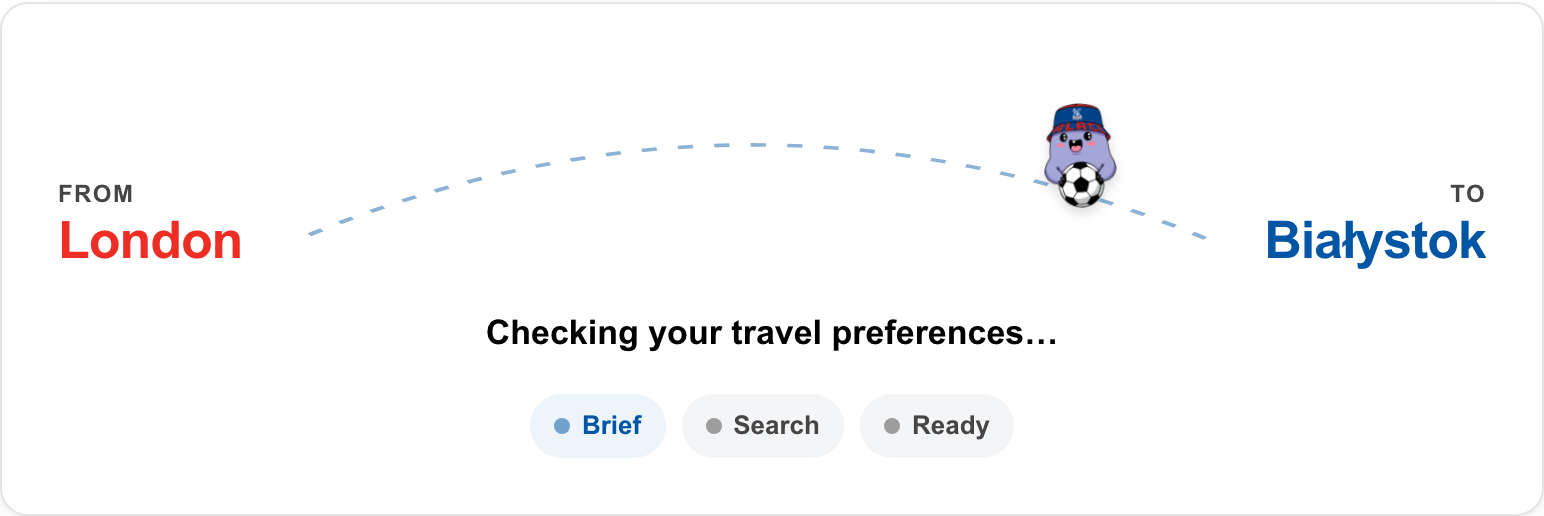 FROM
London
TO
Białystok
Checking your travel preferences…
Brief
Search
Ready